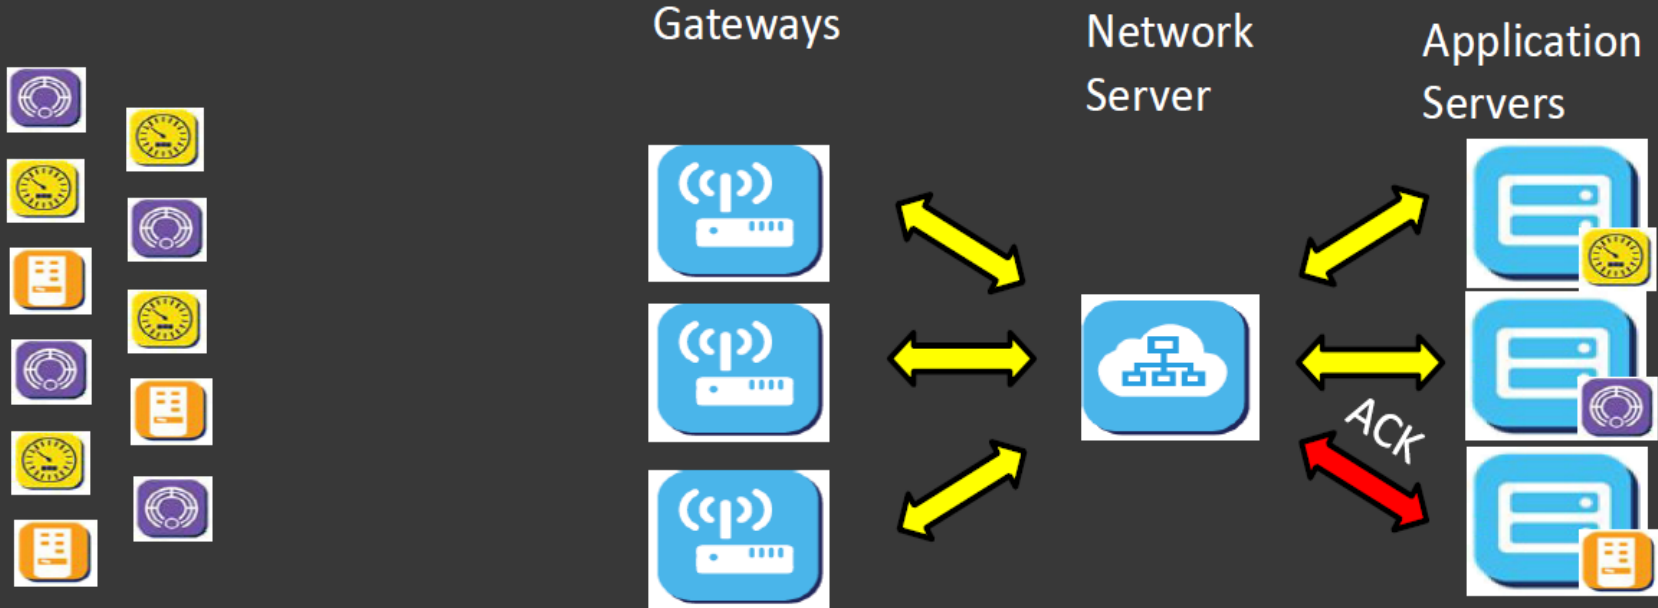 Gateways
Network
Server
Application
Servers
ACK